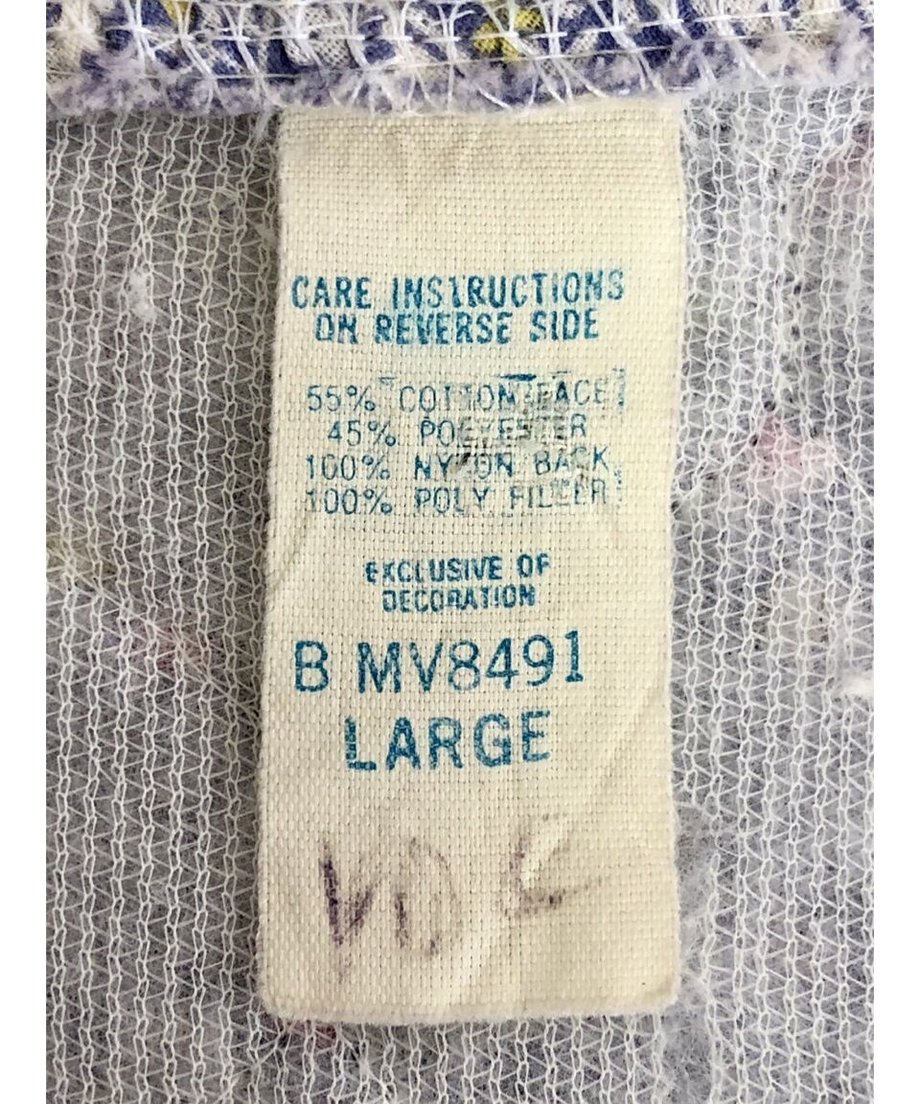 CARE INSTRUCTIONS
ON REVERSE SIDE
55% COTTON FACE
45% POLYESTER
100% NYLON BACK
100% POLY FILLER
EXCLUSIVE OF
DECORATION
B MV8491
LARGE